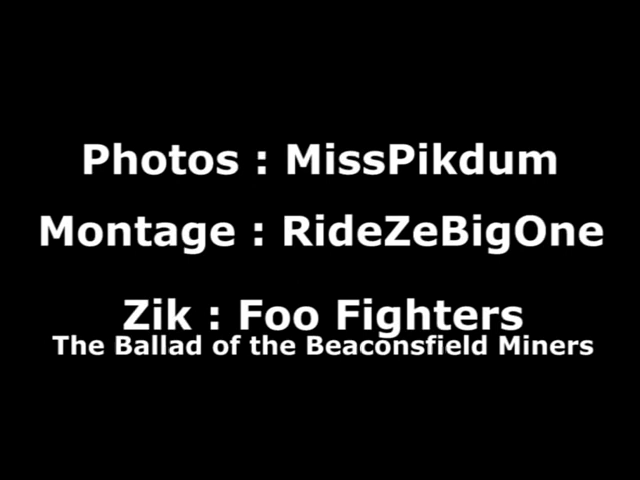 Photos : MissPikdum
Montage : RideZeBigOne
Zik : Foo Fighters
The Ballad of the Beaconsfield Miners